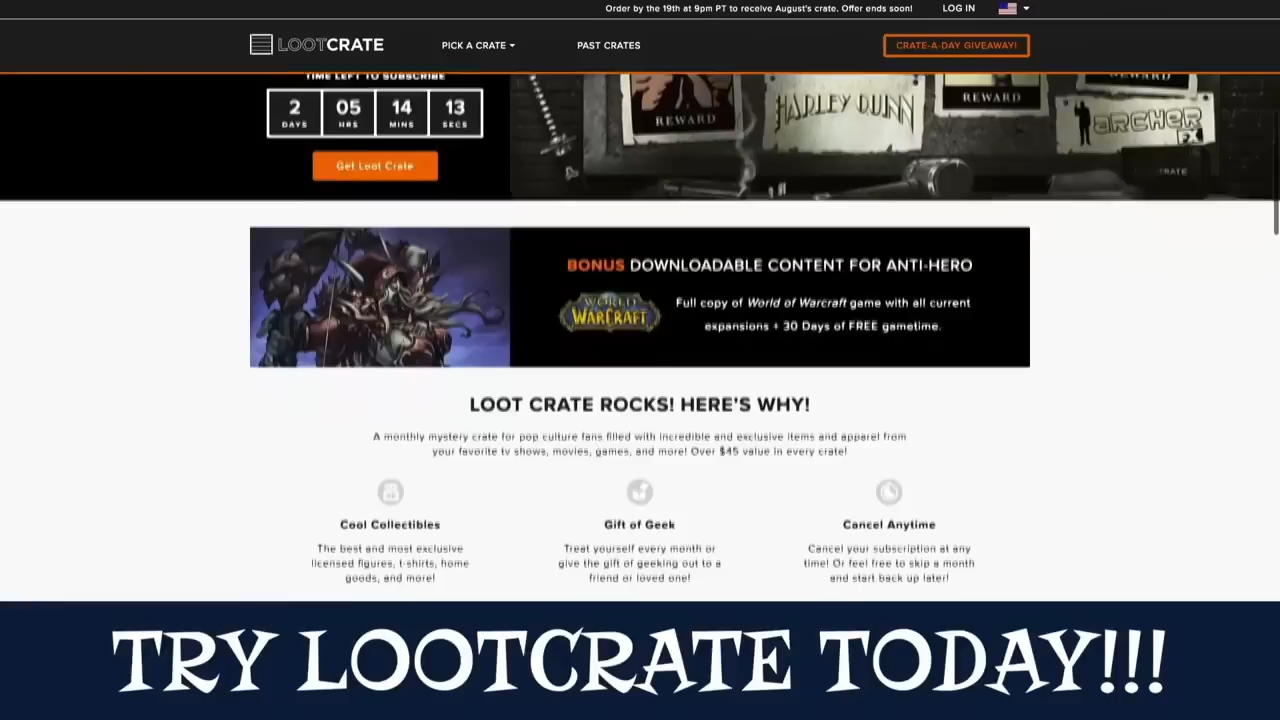 Order by the 19th at 9pm PT to receive August's crate. Offer ends soon!
LOG IN
LOOTCRATE
PICK A CRATE
PAST CRATES
CRATE-A-DAY GIVEAWAY!
TIME LEFT TO SUBSCRIBE
2 05 14 13
DAYS HRS MINS SECS
Get Loot Crate
REWARD
HARLEY QUINN
REWARD
REWARD
ARCHER
FX
CRATE
BONUS DOWNLOADABLE CONTENT FOR ANTI-HERO
WORLD
WARCRAFT
Full copy of World of Warcraft game with all current
expansions + 30 Days of FREE gametime.
LOOT CRATE ROCKS! HERE'S WHY!
A monthly mystery crate for pop culture fans filled with incredible and exclusive items and apparel from
your favorite tv shows, movies, games, and more! Over $45 value in every crate!
Cool Collectibles
The best and most exclusive
licensed figures, t-shirts, home
goods, and more!
Gift of Geek
Treat yourself every month or
give the gift of geeking out to a
friend or loved one!
Cancel Anytime
Cancel your subscription at any
time! Or feel free to skip a month
and start back up later!
TRY LOOTCRATE TODAY!!!